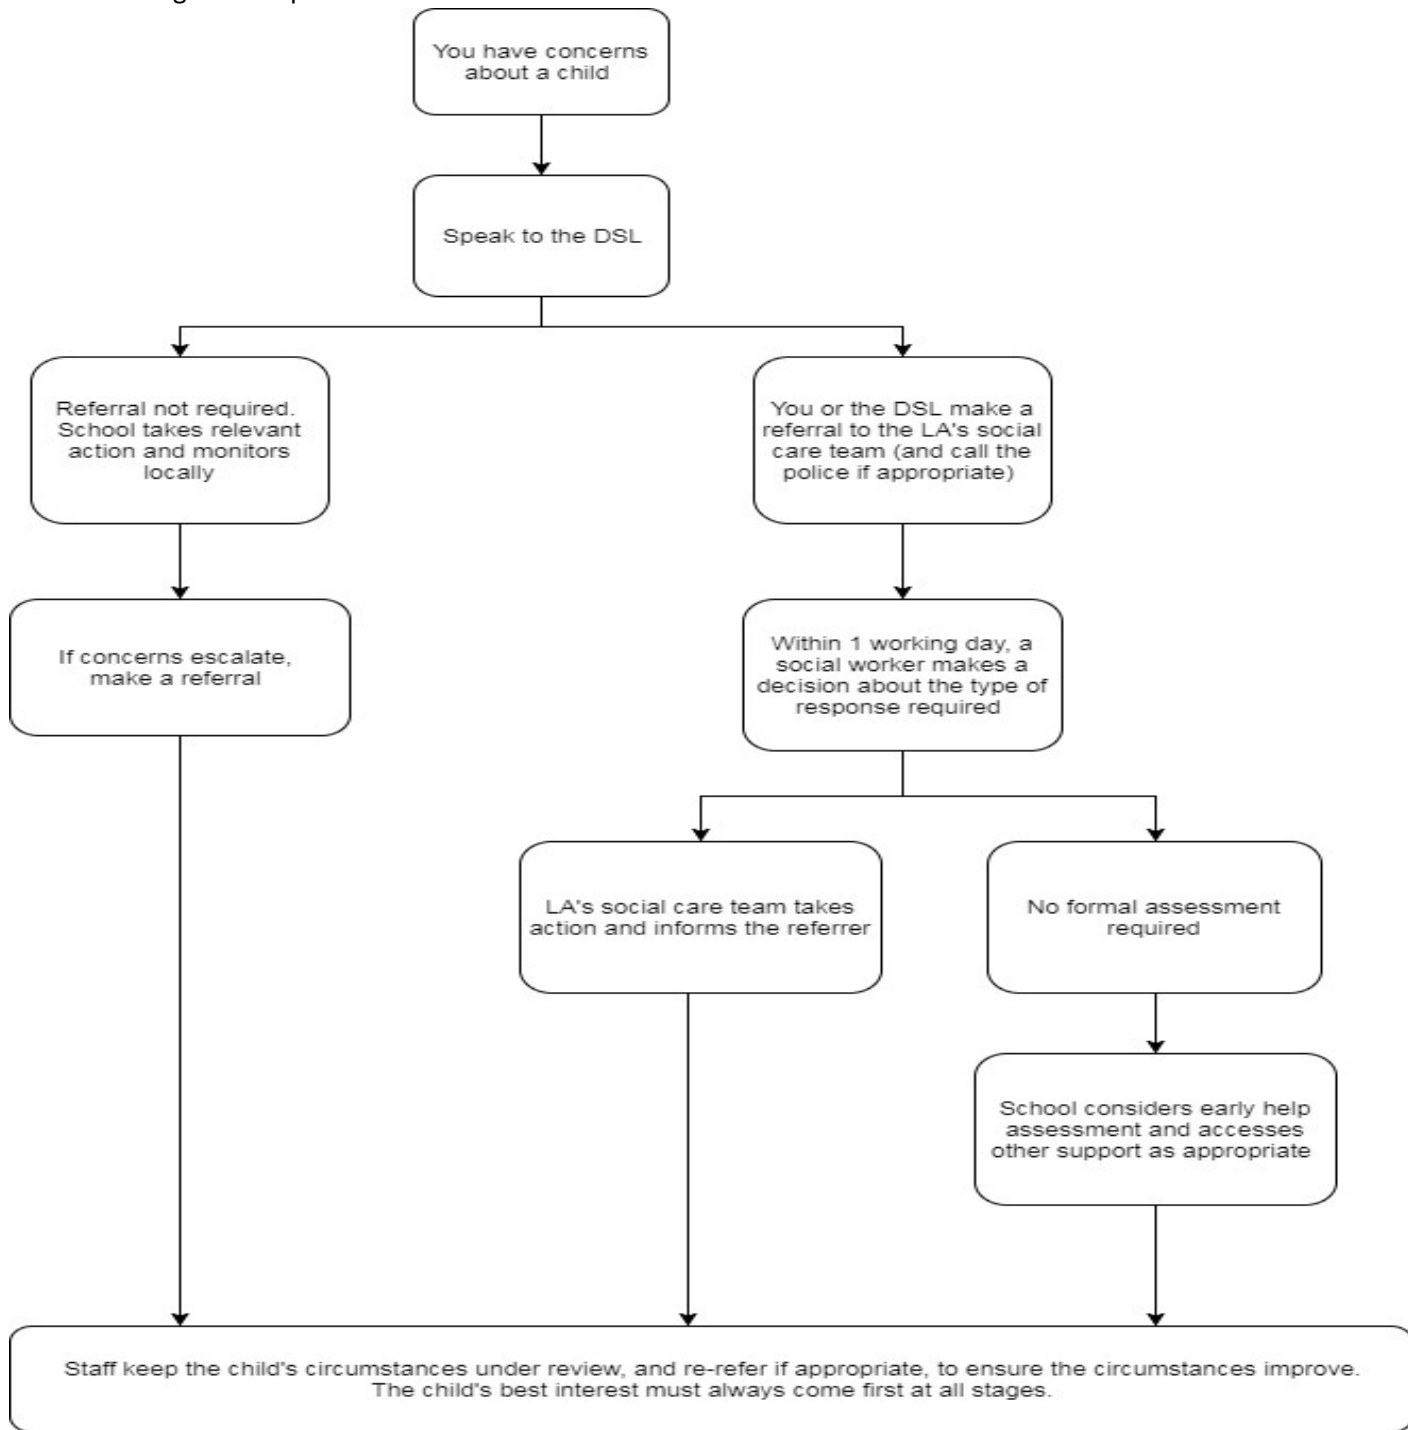 You have concerns
about a child
Speak to the DSL
Referral not required.
School takes relevant
action and monitors
locally
You or the DSL make a
referral to the LA's social
care team (and call the
police if appropriate)
If concerns escalate,
make a referral
Within 1 working day, a
social worker makes a
decision about the type of
response required
LA's social care team takes
action and informs the referrer
No formal assessment
required
School considers early help
assessment and accesses
other support as appropriate
Staff keep the child's circumstances under review, and re-refer if appropriate, to ensure the circumstances improve.
The child's best interest must always come first at all stages.